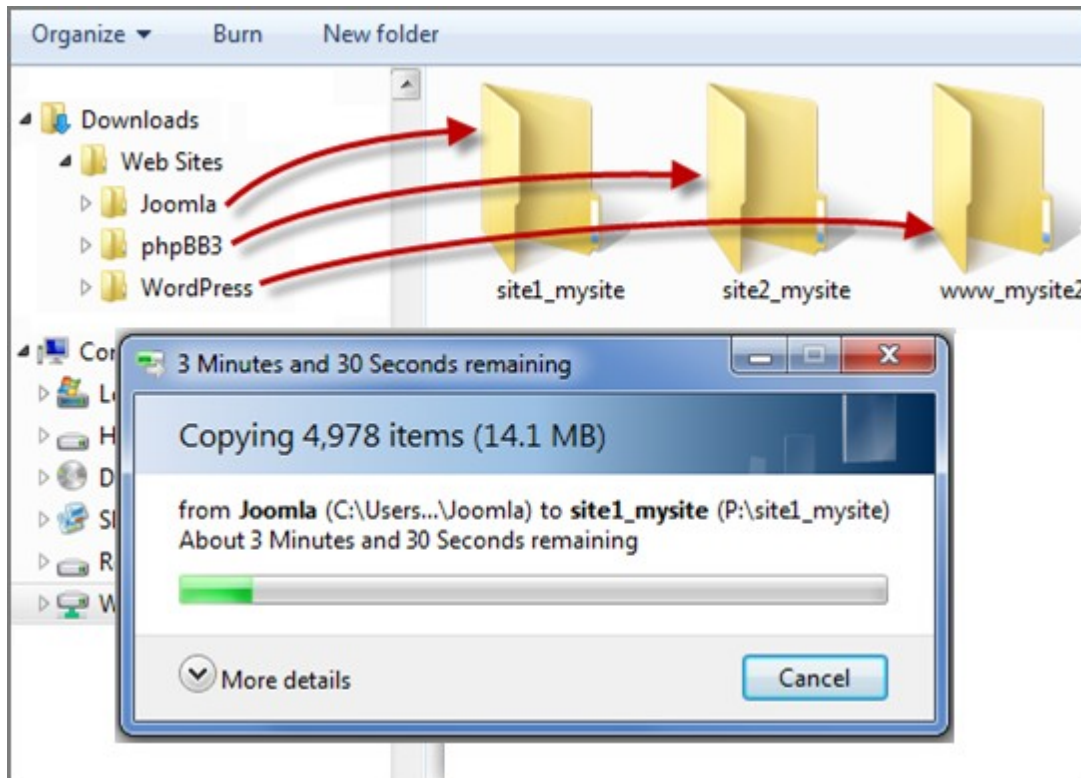 Organize Burn New folder
Downloads
Web Sites
Joomla
phpBB3
WordPress
site1_mysite site2_mysite www_mysite2
3 Minutes and 30 Seconds remaining
Copying 4,978 items (14.1 MB)
from Joomla (C:\Users...\Joomla) to site1_mysite (P:\site1_mysite)
About 3 Minutes and 30 Seconds remaining
More details
Cancel